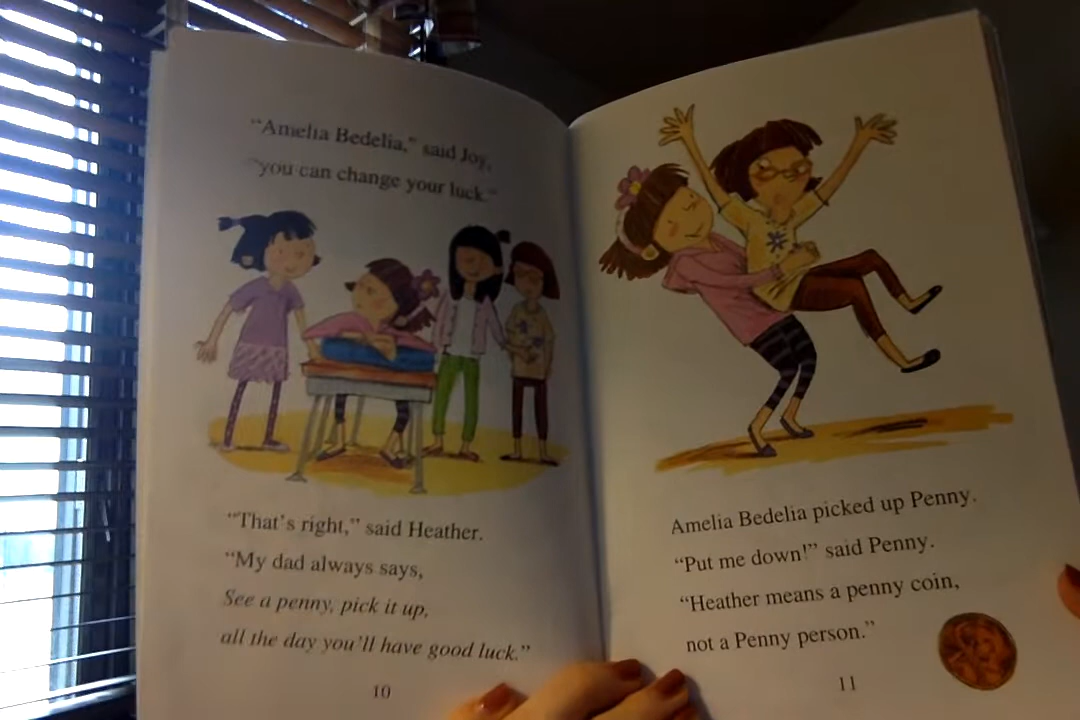 “Amelia Bedelia,” said Joy,
“you can change your luck.”
“That’s right,” said Heather.
“My dad always says,
See a penny, pick it up,
all the day you’ll have good luck.”
10
Amelia Bedelia picked up Penny.
“Put me down!” said Penny.
“Heather means a penny coin,
not a Penny person.”
11